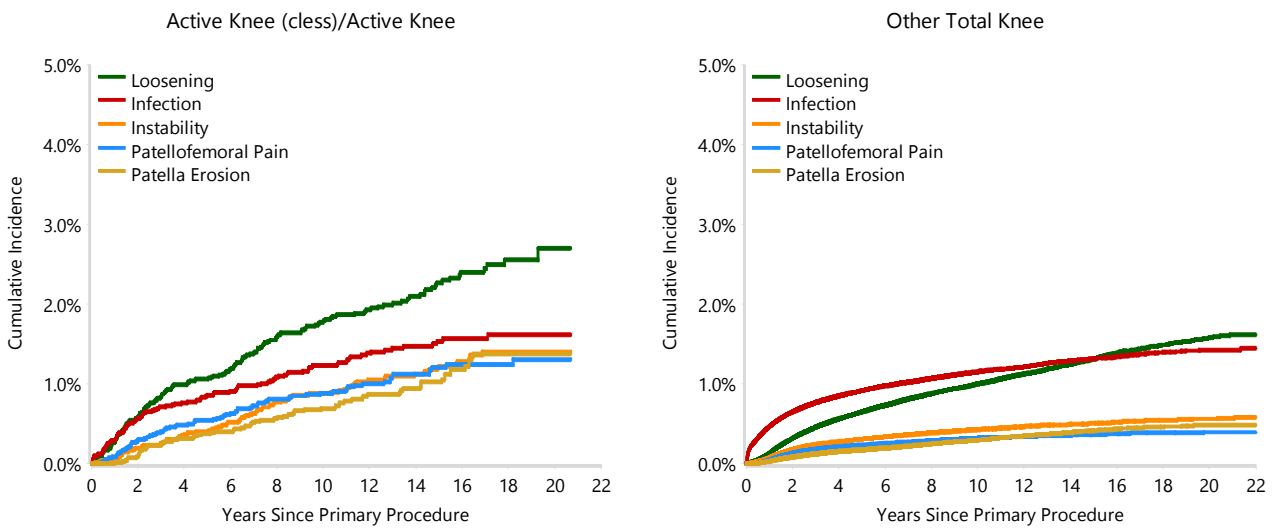 Active Knee (cless)/Active Knee
5.0%
4.0%
3.0%
2.0%
1.0%
0.0%
Cumulative Incidence
Loosening
Infection
Instability
Patellofemoral Pain
Patella Erosion
0 2 4 6 8 10 12 14 16 18 20 22
Years Since Primary Procedure
Other Total Knee
5.0%
4.0%
3.0%
2.0%
1.0%
0.0%
Cumulative Incidence
Loosening
Infection
Instability
Patellofemoral Pain
Patella Erosion
0 2 4 6 8 10 12 14 16 18 20 22
Years Since Primary Procedure